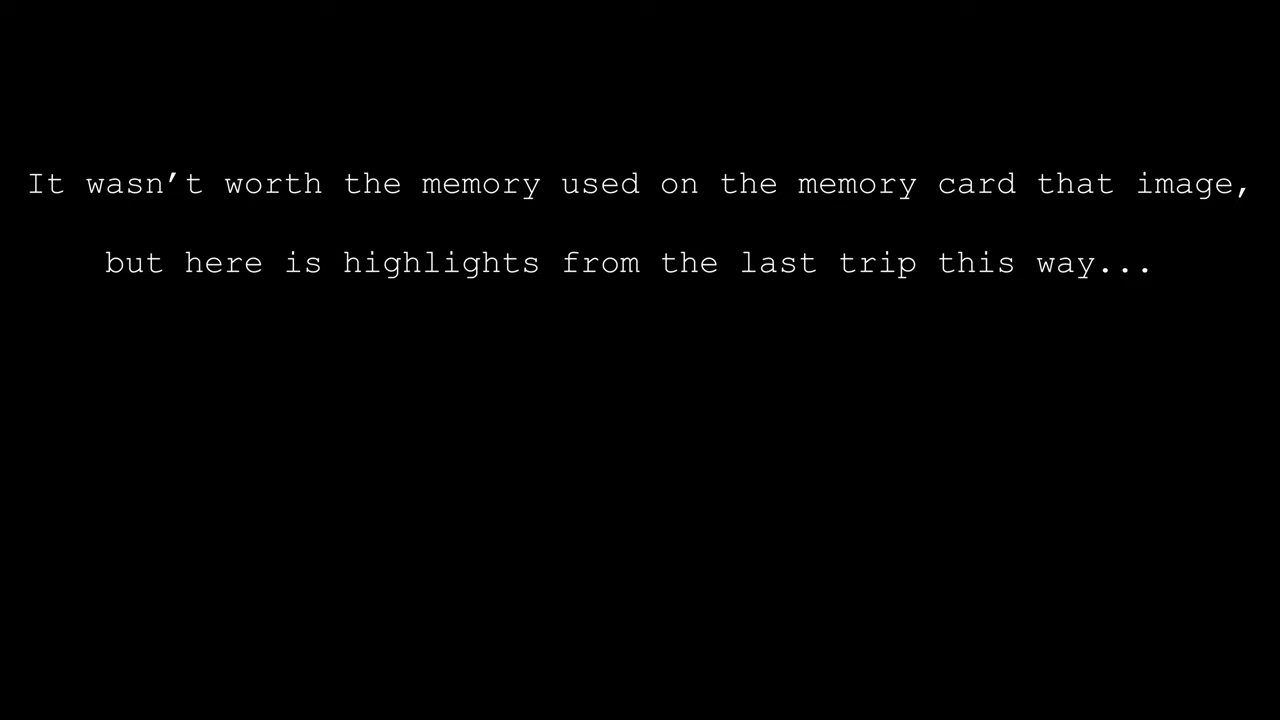 It wasn’t worth the memory used on the memory card that image,
but here is highlights from the last trip this way...